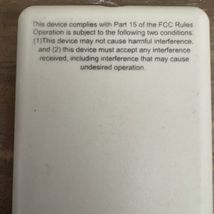 This device complies with Part 15 of the FCC Rules
Operation is subject to the following two conditions:
(1)This device may not cause harmful interference,
and (2) this device must accept any interference
received, including interference that may cause
undesired operation.